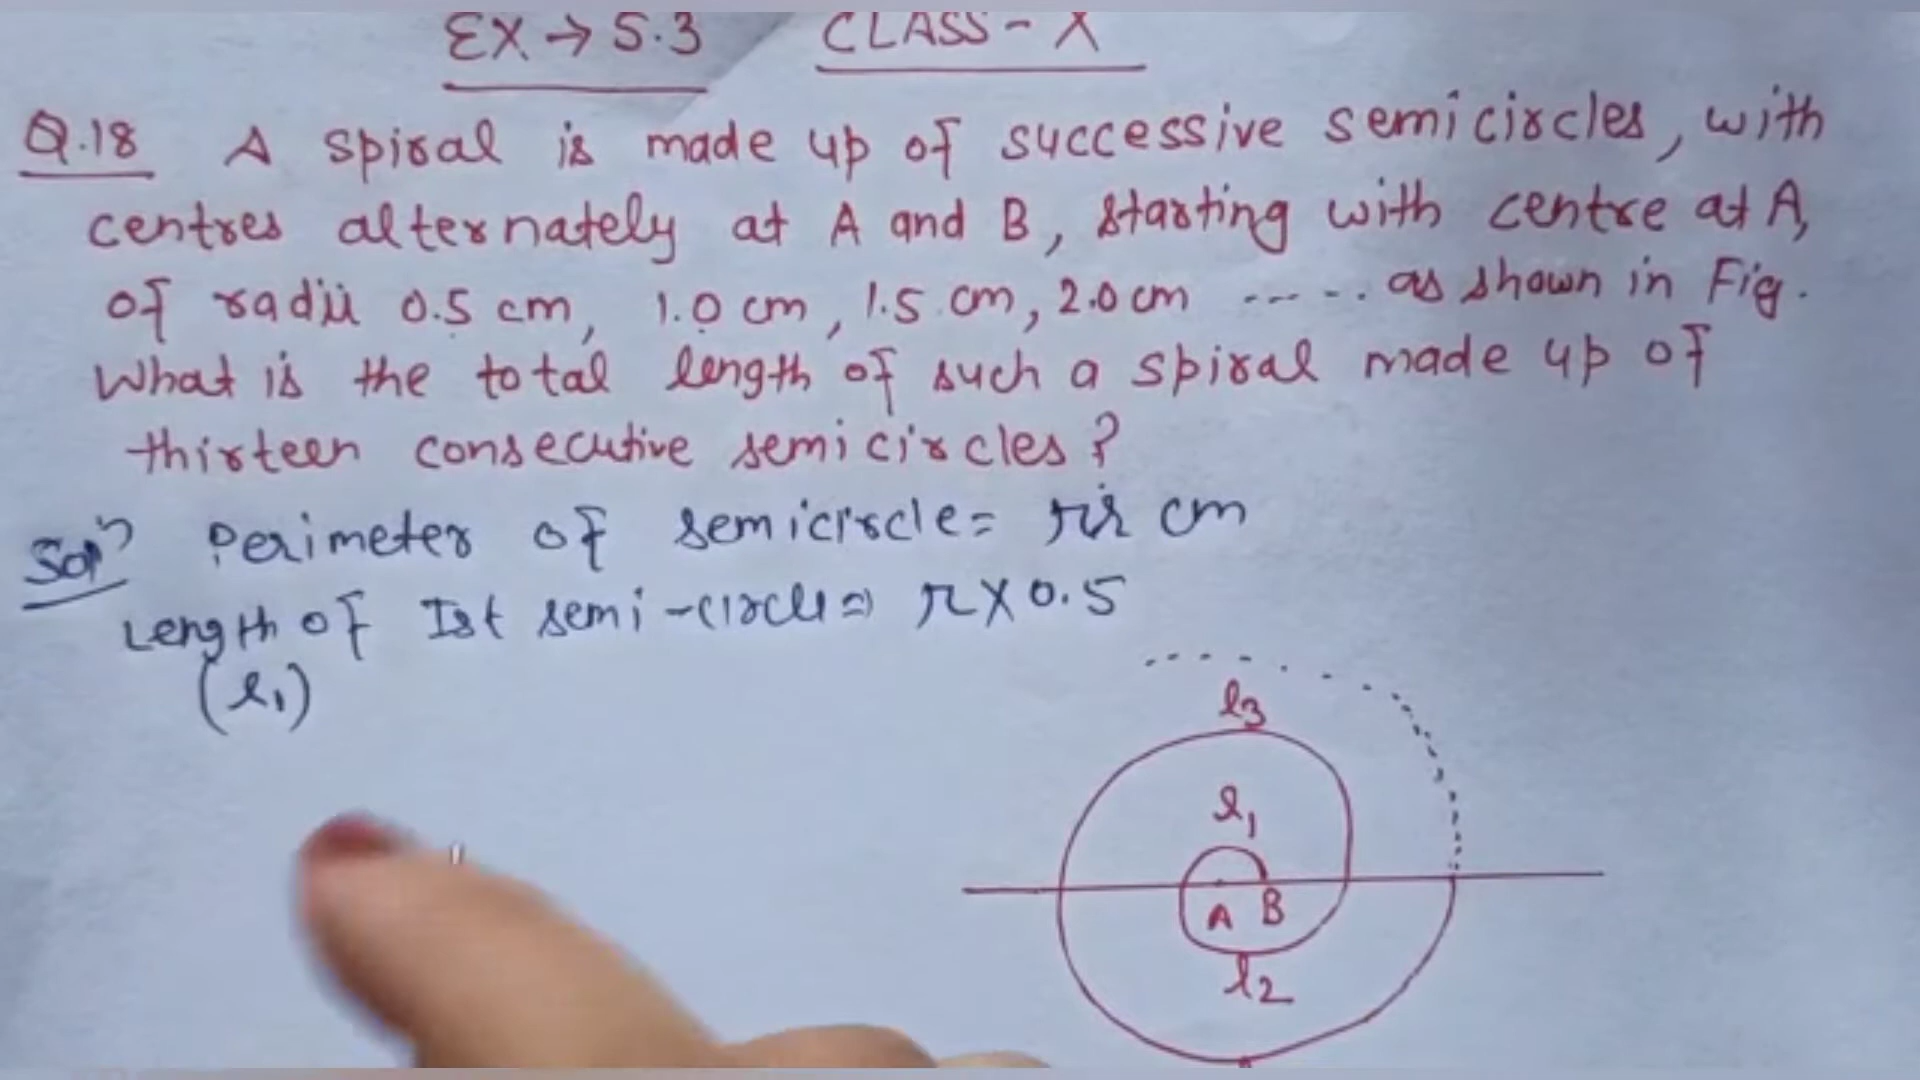 EX → 5.3 CLASS - X
Q.18 A spiral is made up of successive semicircles, with
centres alternately at A and B, starting with centre at A,
of radii 0.5 cm, 1.0 cm, 1.5 cm, 2.0 cm ----.. as shown in Fig.
What is the total length of such a spiral made up of
thirteen consecutive semicircles?
Solⁿ Perimeter of semicircle = πr cm
Length of Ist semi-circle = π X 0.5
(l₁)
l₃
l₁
A B
l₂